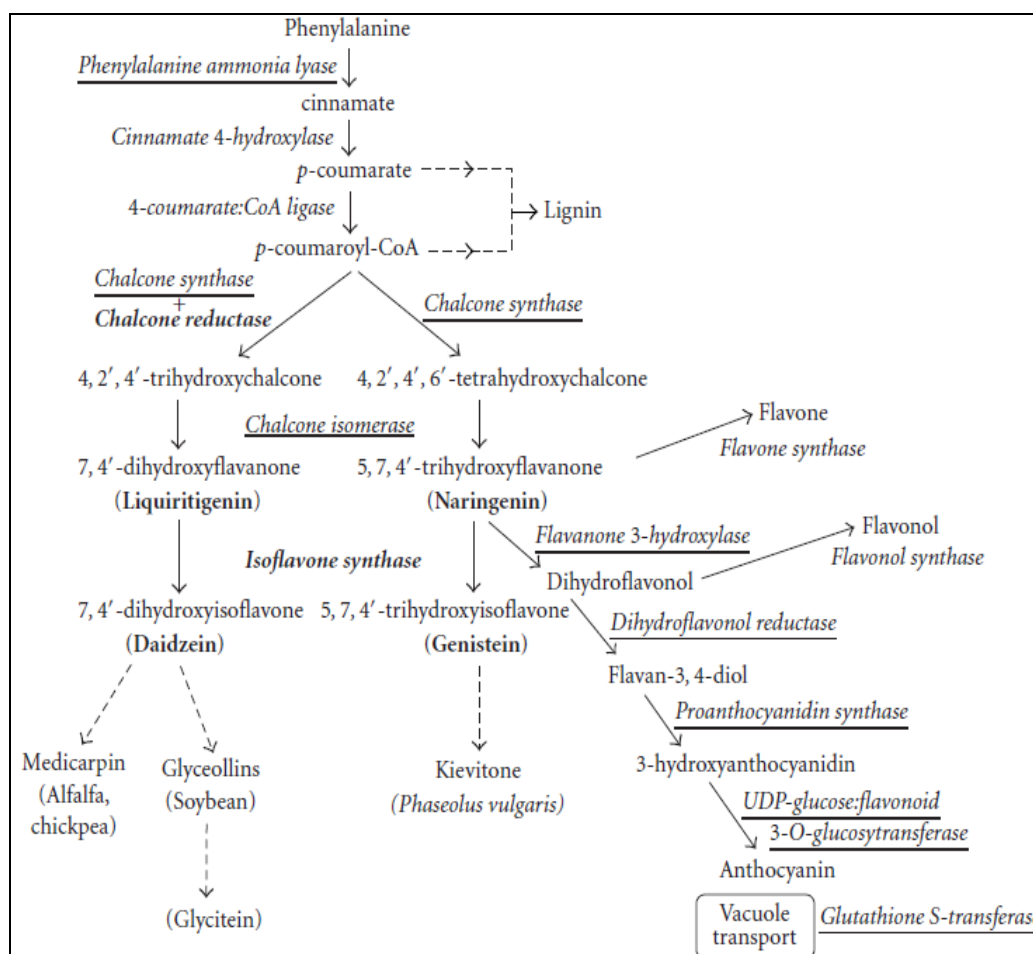 Phenylalanine
Phenylalanine ammonia lyase
cinnamate
Cinnamate 4-hydroxylase
p-coumarate
4-coumarate:CoA ligase
Lignin
p-coumaroyl-CoA
Chalcone synthase
+
Chalcone reductase
Chalcone synthase
4, 2′, 4′-trihydroxychalcone
4, 2′, 4′, 6′-tetrahydroxychalcone
Chalcone isomerase
Flavone
Flavone synthase
7, 4′-dihydroxyflavanone
(Liquiritigenin)
5, 7, 4′-trihydroxyflavanone
(Naringenin)
Flavanone 3-hydroxylase
Flavonol
Flavonol synthase
Isoflavone synthase
Dihydroflavonol
7, 4′-dihydroxyisoflavone
(Daidzein)
5, 7, 4′-trihydroxyisoflavone
(Genistein)
Dihydroflavonol reductase
Flavan-3, 4-diol
Proanthocyanidin synthase
Medicarpin
(Alfalfa,
chickpea)
Glyceollins
(Soybean)
Kievitone
(Phaseolus vulgaris)
3-hydroxyanthocyanidin
UDP-glucose:flavonoid
3-O-glucosytransferase
Anthocyanin
(Glycitein)
Vacuole
transport
Glutathione S-transferase